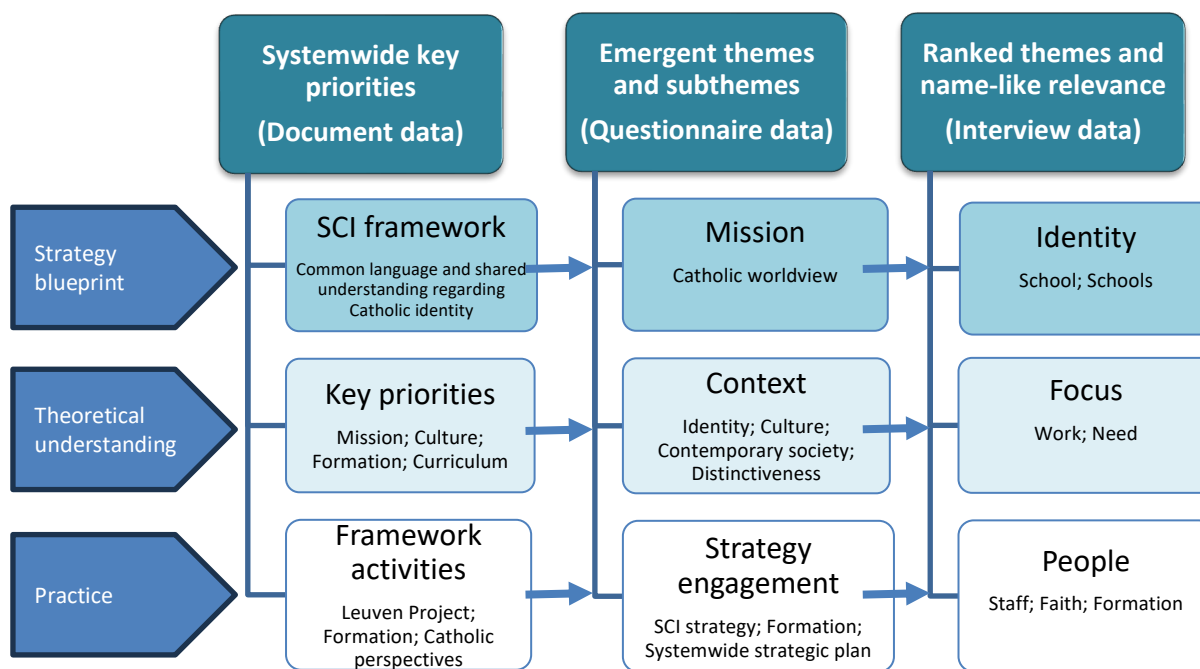 Systemwide key
priorities
(Document data)
Emergent themes
and subthemes
(Questionnaire data)
Ranked themes and
name-like relevance
(Interview data)
Strategy
blueprint
SCI framework
Common language and shared
understanding regarding
Catholic identity
Mission
Catholic worldview
Identity
School; Schools
Theoretical
understanding
Key priorities
Mission; Culture;
Formation; Curriculum
Context
Identity; Culture;
Contemporary society;
Distinctiveness
Focus
Work; Need
Practice
Framework
activities
Leuven Project;
Formation; Catholic
perspectives
Strategy
engagement
SCI strategy; Formation;
Systemwide strategic plan
People
Staff; Faith; Formation